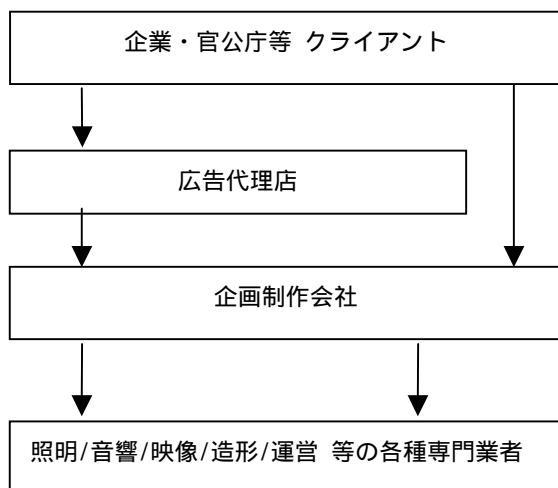 企業・官公庁等 クライアント
広告代理店
企画制作会社
照明/音響/映像/造形/運営 等の各種専門業者